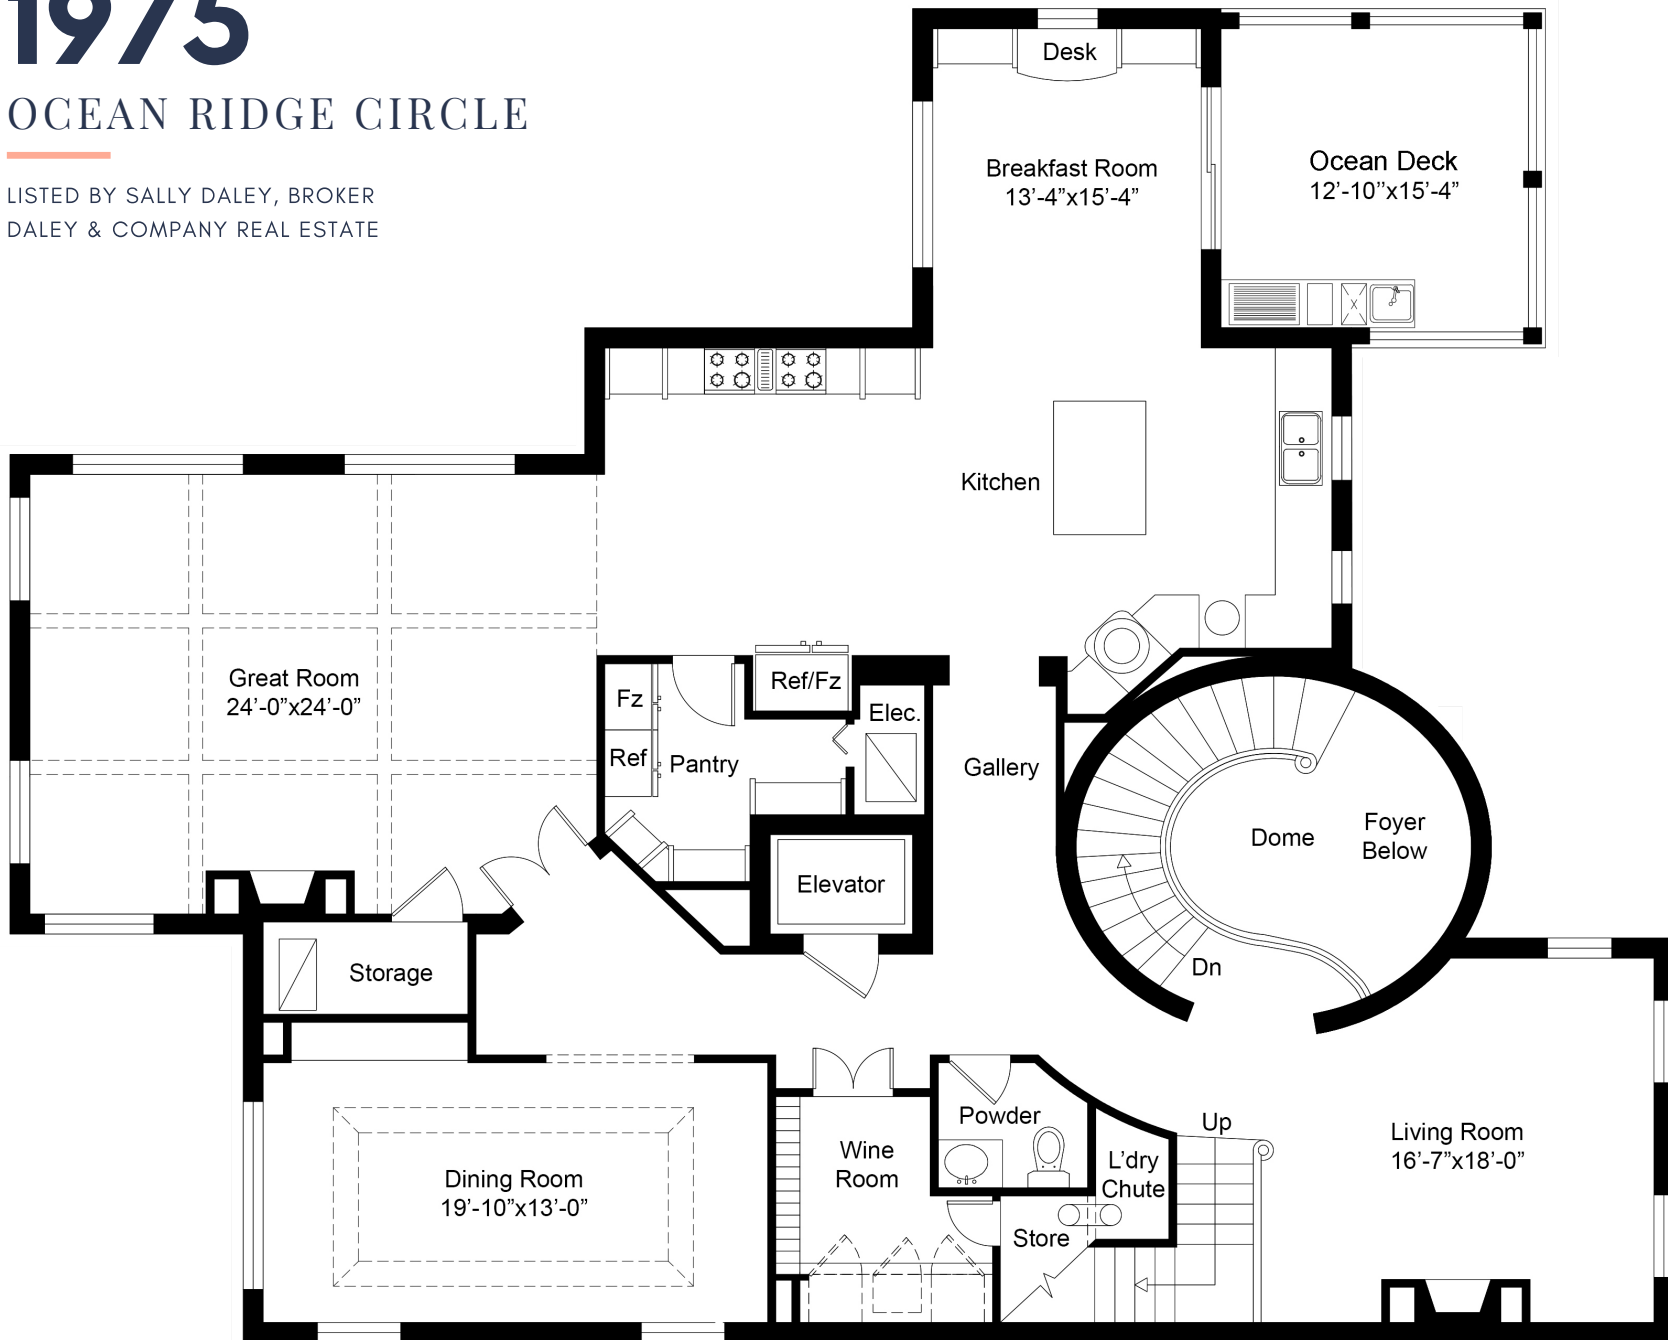 1975
OCEAN RIDGE CIRCLE
LISTED BY SALLY DALEY, BROKER
DALEY & COMPANY REAL ESTATE
Desk
Breakfast Room
13’-4”x15’-4”
Ocean Deck
12’-10”x15’-4”
Kitchen
Great Room
24’-0”x24’-0”
Fz
Ref/Fz
Elec.
Ref
Pantry
Gallery
Elevator
Dome
Foyer
Below
Dn
Storage
Dining Room
19’-10”x13’-0”
Wine
Room
Powder
L’dry
Chute
Store
Up
Living Room
16’-7”x18’-0”